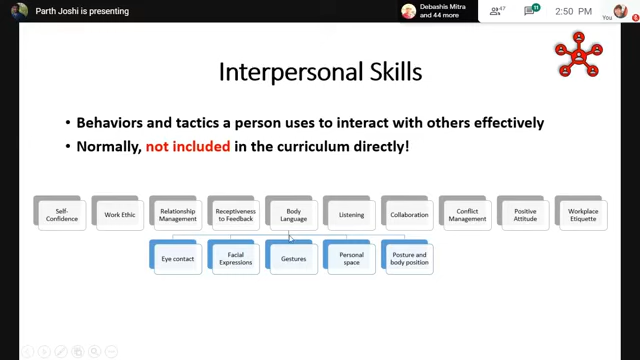 Parth Joshi is presenting
Debashis Mitra
and 44 more
47
11
2:50 PM
You
Interpersonal Skills
• Behaviors and tactics a person uses to interact with others effectively
• Normally, not included in the curriculum directly!
Self-
Confidence
Work Ethic
Relationship
Management
Receptiveness
to Feedback
Body
Language
Listening
Collaboration
Conflict
Management
Positive
Attitude
Workplace
Etiquette
Eye contact
Facial
Expressions
Gestures
Personal
space
Posture and
body position